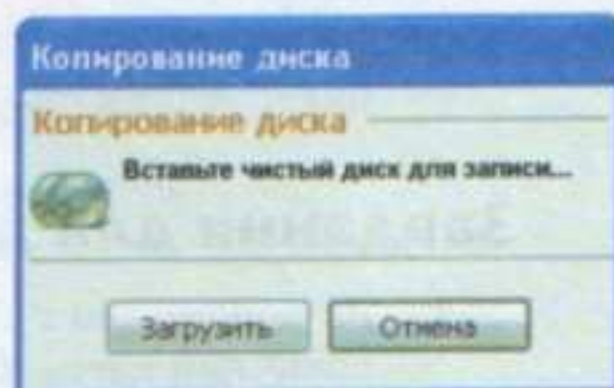 Копирование диска
Копирование диска
Вставьте чистый диск для записи...
Загрузить
Отмена